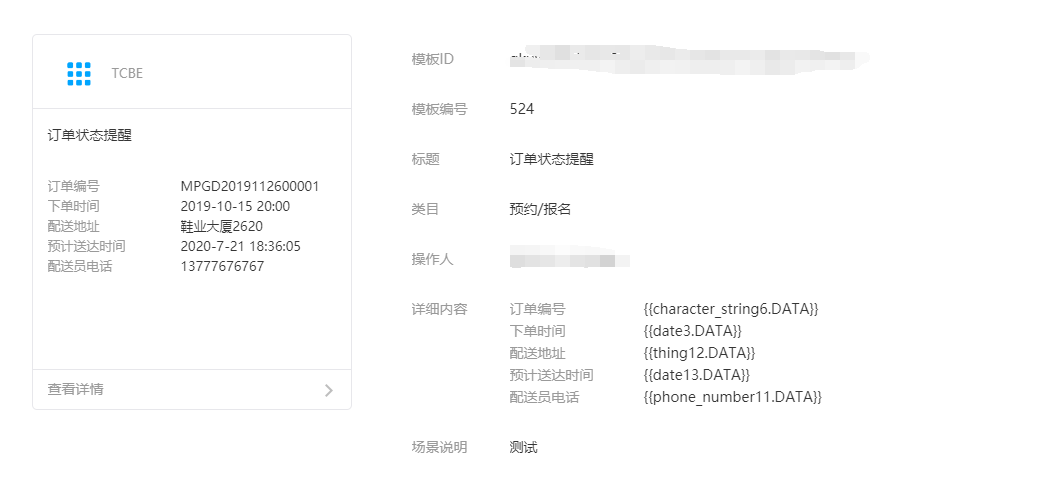 TCBE
订单状态提醒
订单编号 MPGD2019112600001
下单时间 2019-10-15 20:00
配送地址 鞋业大厦2620
预计送达时间 2020-7-21 18:36:05
配送员电话 13777676767
查看详情
模板ID
模板编号 524
标题 订单状态提醒
类目 预约/报名
操作人
详细内容 订单编号 {{character_string6.DATA}}
下单时间 {{date3.DATA}}
配送地址 {{thing12.DATA}}
预计送达时间 {{date13.DATA}}
配送员电话 {{phone_number11.DATA}}
场景说明 测试